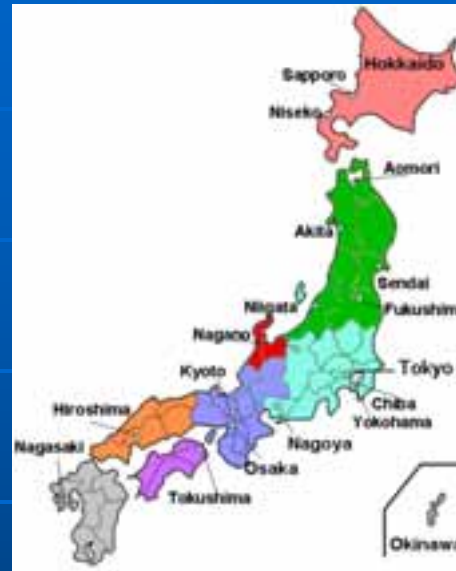 Hokkaido
Sapporo
Niseko
Aomori
Akita
Sendai
Niigata
Fukushim
Nagano
Kyoto
Tokyo
Hiroshima
Chiba
Yokohama
Nagoya
Nagasaki
Osaka
Tokushima
Okinawa